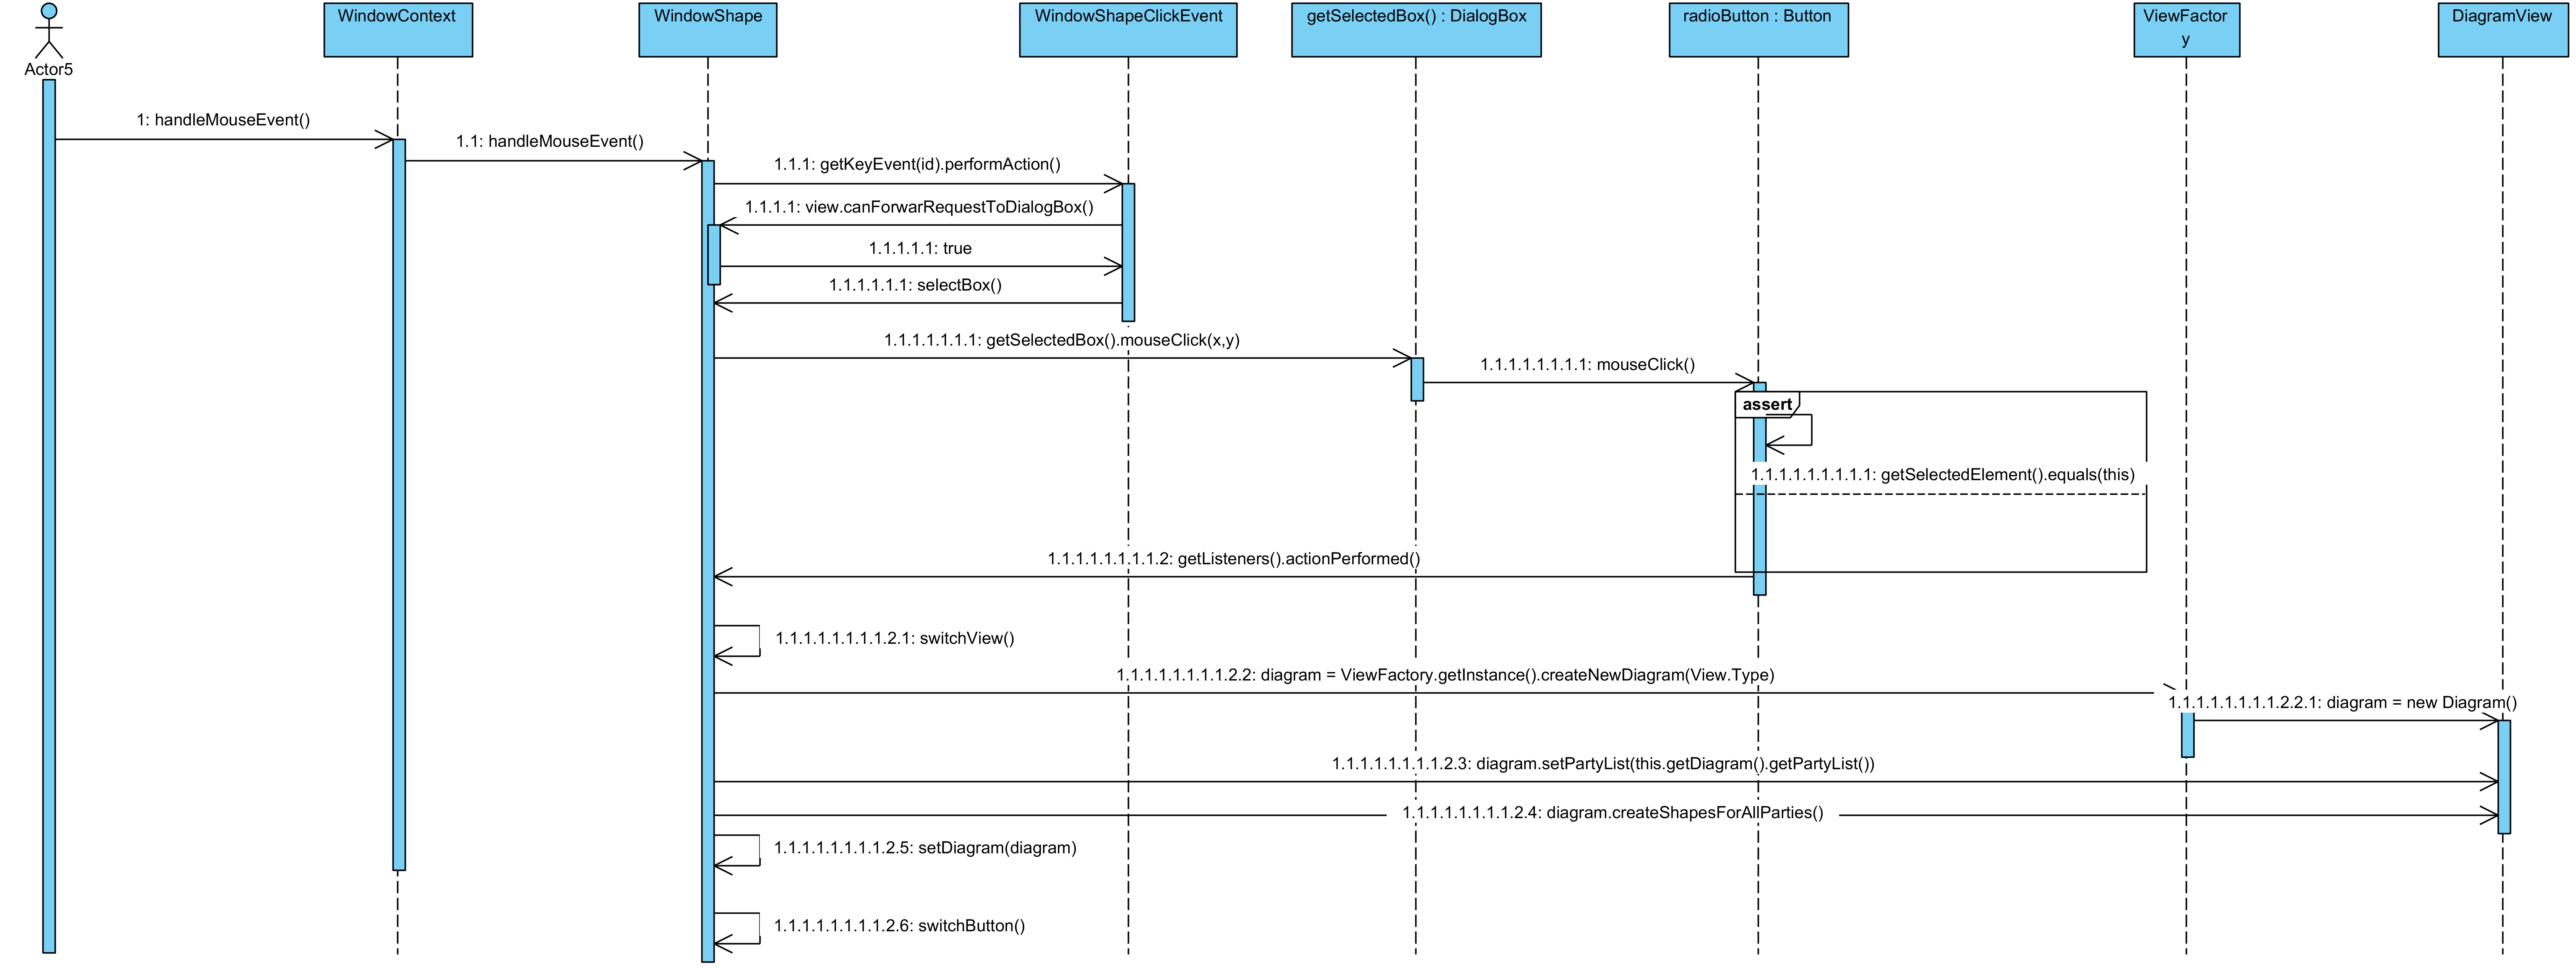 WindowContext
WindowShape
WindowShapeClickEvent
getSelectedBox() : DialogBox
radioButton : Button
ViewFactor
y
DiagramView
Actor5
1: handleMouseEvent()
1.1: handleMouseEvent()
1.1.1: getKeyEvent(id).performAction()
1.1.1.1: view.canForwarRequestToDialogBox()
1.1.1.1.1: true
1.1.1.1.1.1: selectBox()
1.1.1.1.1.1.1: getSelectedBox().mouseClick(x,y)
1.1.1.1.1.1.1.1: mouseClick()
assert
1.1.1.1.1.1.1.1.1: getSelectedElement().equals(this)
1.1.1.1.1.1.1.1.2: getListeners().actionPerformed()
1.1.1.1.1.1.1.1.2.1: switchView()
1.1.1.1.1.1.1.1.2.2: diagram = ViewFactory.getInstance().createNewDiagram(View.Type)
1.1.1.1.1.1.1.1.2.2.1: diagram = new Diagram()
1.1.1.1.1.1.1.1.2.3: diagram.setPartyList(this.getDiagram().getPartyList())
1.1.1.1.1.1.1.1.2.4: diagram.createShapesForAllParties()
1.1.1.1.1.1.1.1.2.5: setDiagram(diagram)
1.1.1.1.1.1.1.1.2.6: switchButton()